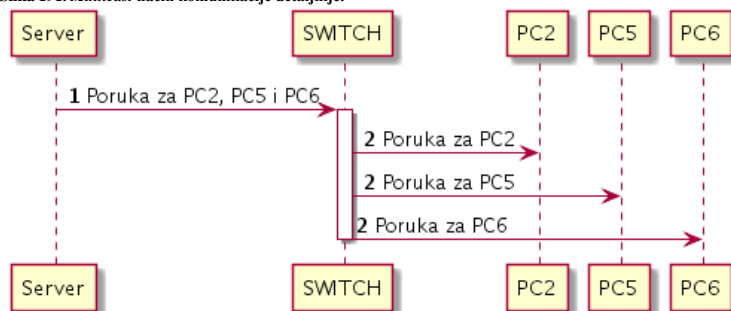 Server SWITCH PC2 PC5 PC6
1 Poruka za PC2, PC5 i PC6
2 Poruka za PC2
2 Poruka za PC5
2 Poruka za PC6
Server SWITCH PC2 PC5 PC6